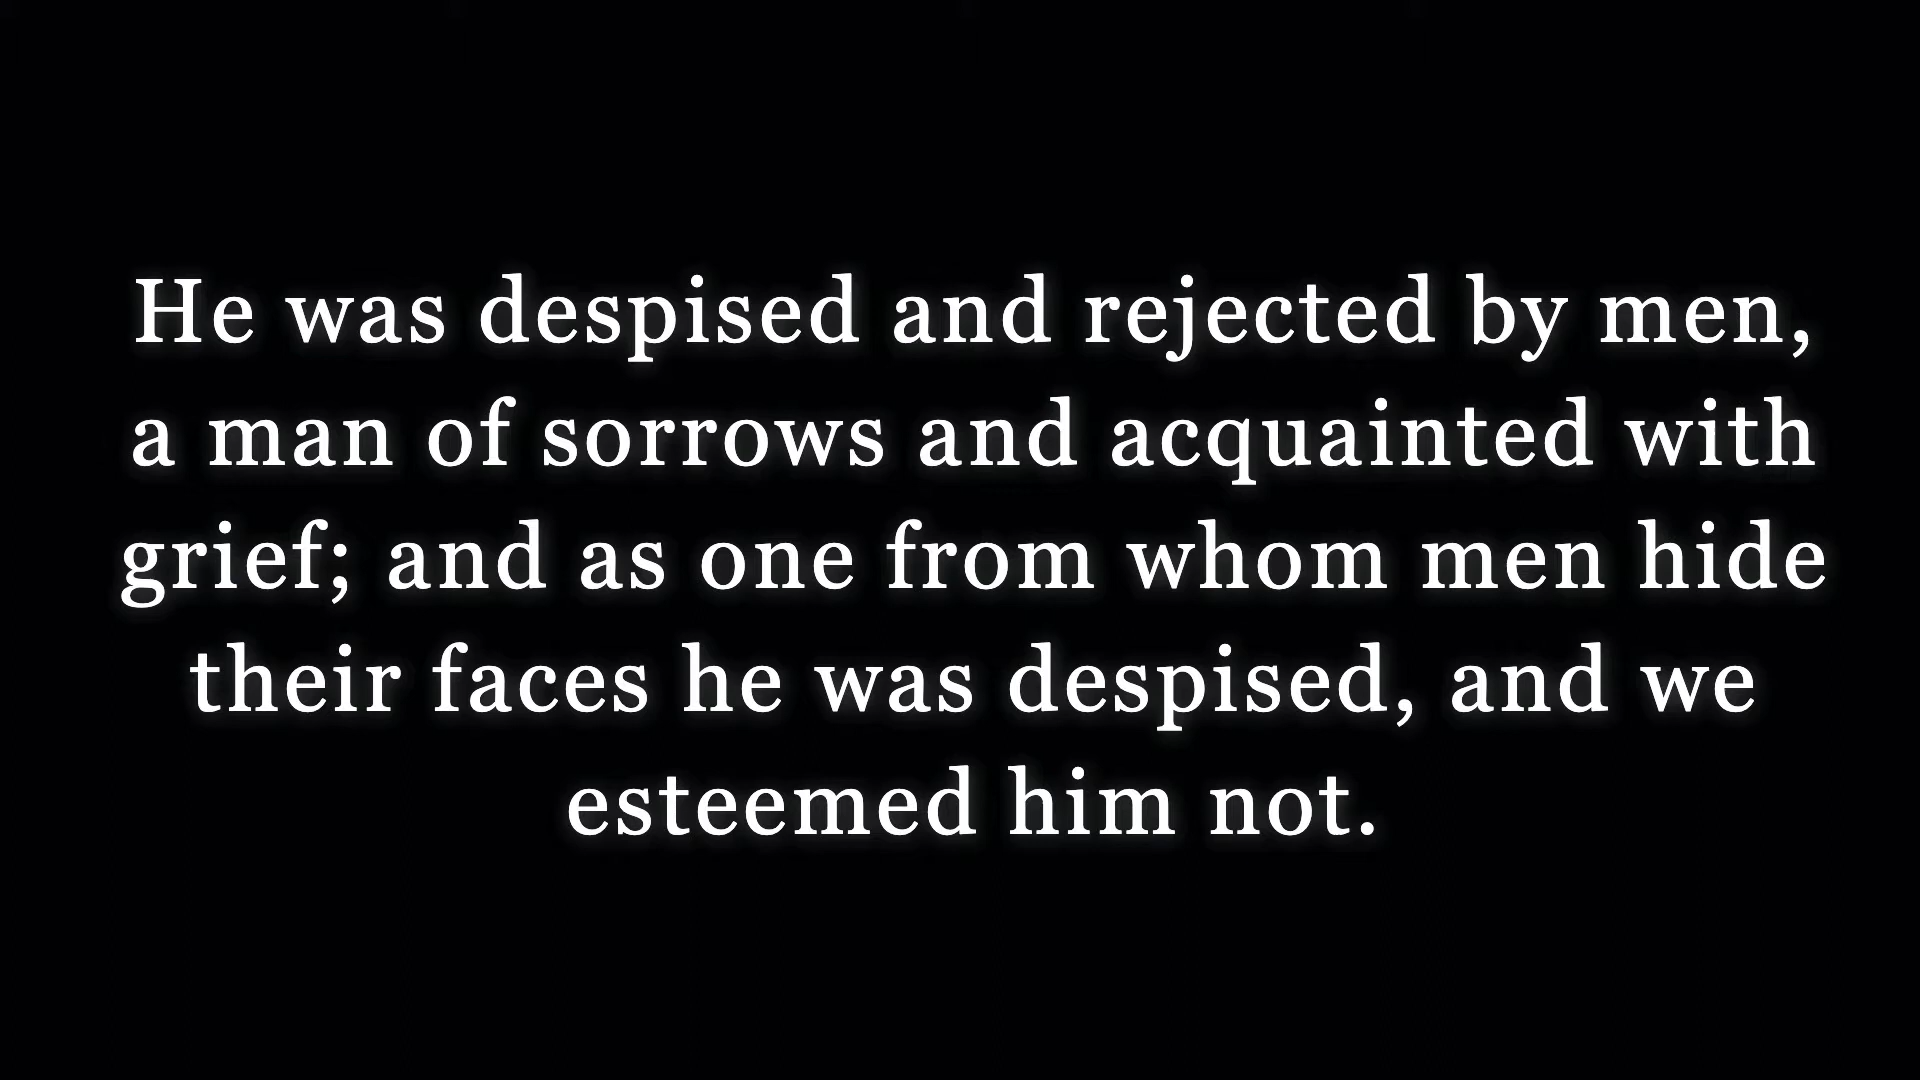 He was despised and rejected by men,
a man of sorrows and acquainted with
grief; and as one from whom men hide
their faces he was despised, and we
esteemed him not.